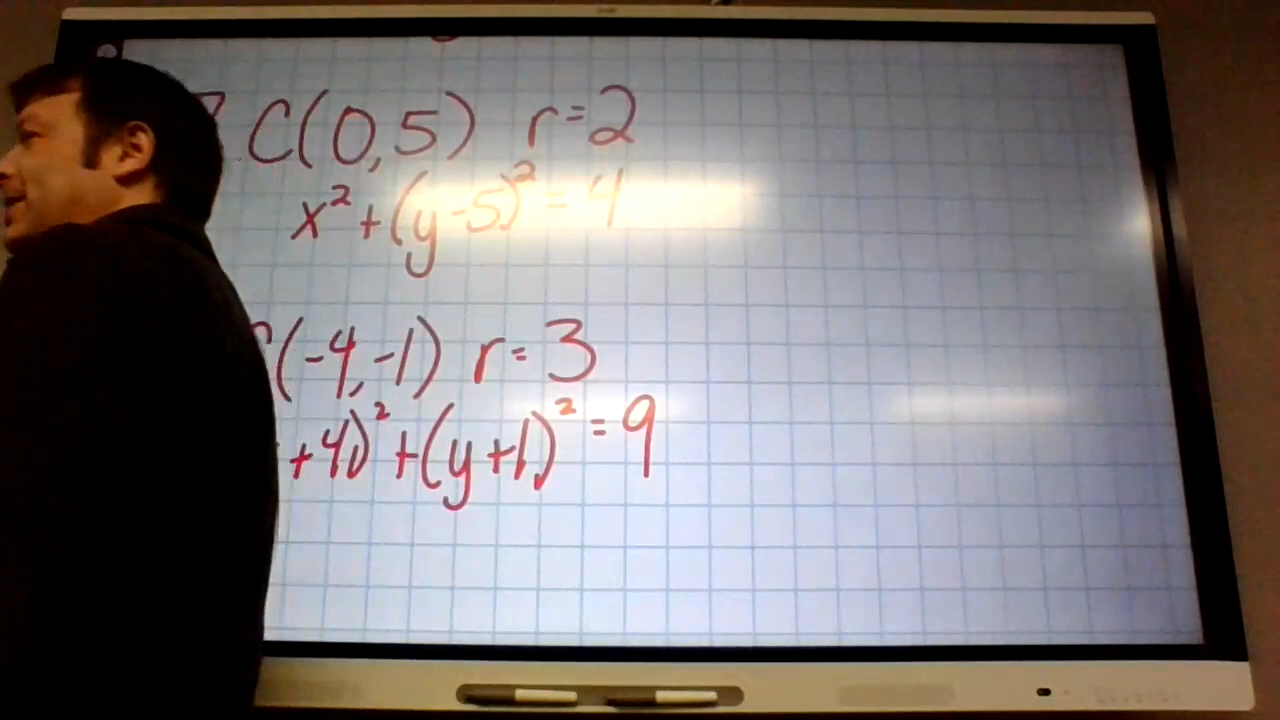 C(0,5) r=2
x²+(y-5)²=4
C(-4,-1) r=3
+4)²+(y+1)²=9